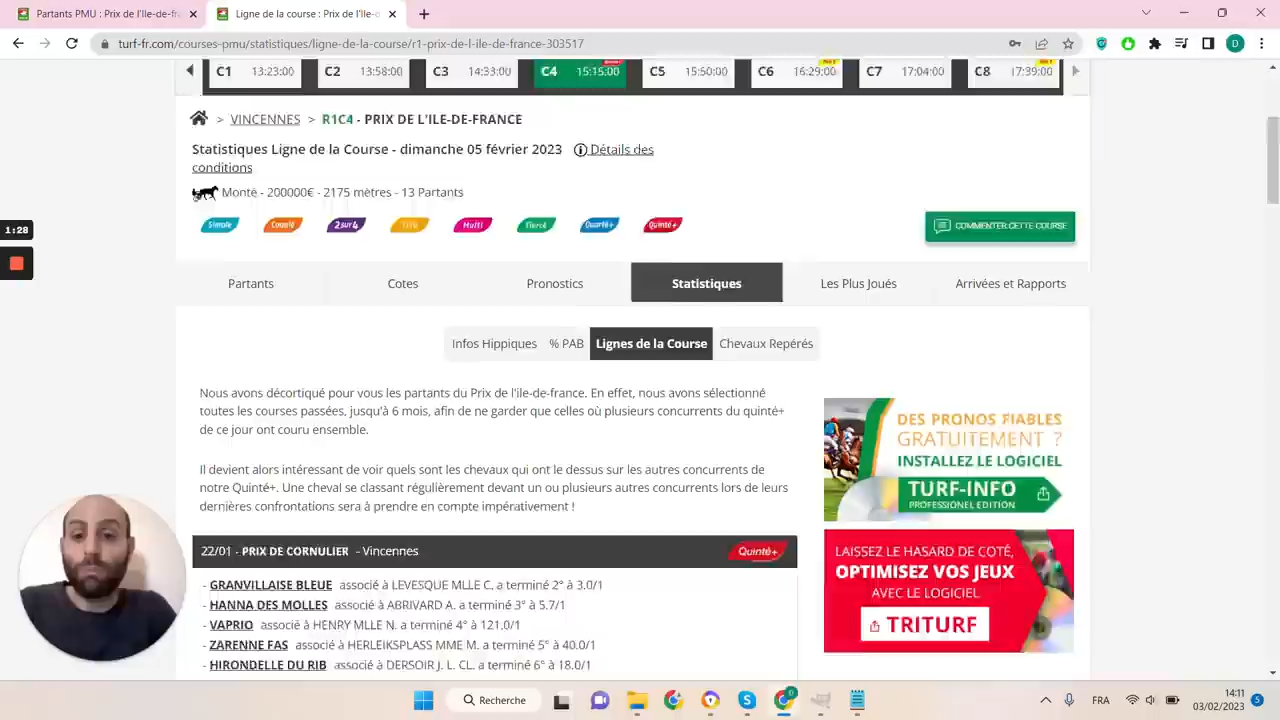 Partants PMU : Prix de l'Ile-de-F
Ligne de la Course : Prix de l'Ile-d
turf-fr.com/courses-pmu/statistiques/ligne-de-la-course/r1-prix-de-l-ile-de-france-303517
D
C1 13:23:00 C2 13:58:00 C3 14:33:00 C4 15:15:00 C5 15:50:00 C6 16:29:00 C7 17:04:00 C8 17:39:00
> VINCENNES > R1C4 - PRIX DE L'ILE-DE-FRANCE
Statistiques Ligne de la Course - dimanche 05 février 2023 Détails des
conditions
Monté - 200000€ - 2175 mètres - 13 Partants
1:28
Simple Couplé 2sur4 Trio Multi Tiercé Quarté+ Quinté+
COMMENTER CETTE COURSE
Partants Cotes Pronostics Statistiques Les Plus Joués Arrivées et Rapports
Infos Hippiques % PAB Lignes de la Course Chevaux Repérés
Nous avons décortiqué pour vous les partants du Prix de l'ile-de-france. En effet, nous avons sélectionné
toutes les courses passées, jusqu'à 6 mois, afin de ne garder que celles où plusieurs concurrents du quinté+
de ce jour ont couru ensemble.
Il devient alors intéressant de voir quels sont les chevaux qui ont le dessus sur les autres concurrents de
notre Quinté+. Une cheval se classant régulièrement devant un ou plusieurs autres concurrents lors de leurs
dernières confrontations sera à prendre en compte impérativement !
22/01 - PRIX DE CORNULIER - Vincennes Quinté+
- GRANVILLAISE BLEUE associé à LEVESQUE MLLE C. a terminé 2° à 3.0/1
- HANNA DES MOLLES associé à ABRIVARD A. a terminé 3° à 5.7/1
- VAPRIO associé à HENRY MLLE N. a terminé 4° à 121.0/1
- ZARENNE FAS associé à HERLEIKSPLASS MME M. a terminé 5° à 40.0/1
- HIRONDELLE DU RIB associé à DERSOIR J. L. CL. a terminé 6° à 18.0/1
DES PRONOS FIABLES
GRATUITEMENT ?
INSTALLEZ LE LOGICIEL
TURF-INFO
PROFESSIONEL EDITION
LAISSEZ LE HASARD DE COTÉ,
OPTIMISEZ VOS JEUX
AVEC LE LOGICIEL
TRITURF
Recherche
FRA
14:11
03/02/2023
5